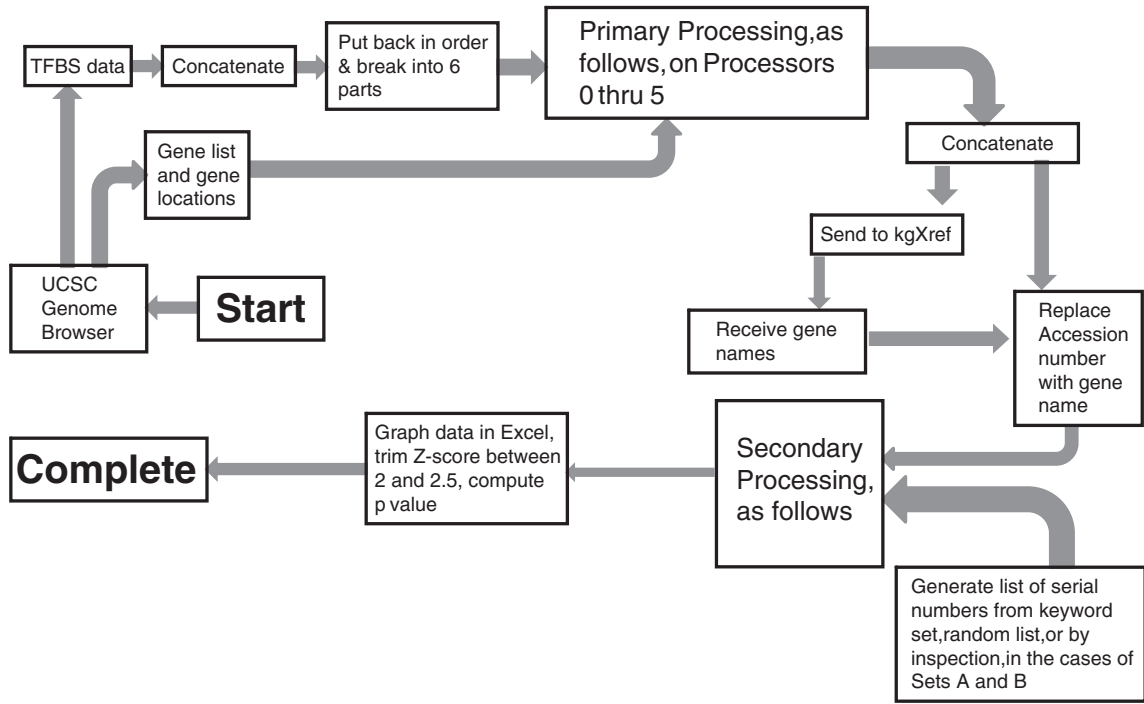 TFBS data
Concatenate
Put back in order
& break into 6
parts
Primary Processing,as
follows,on Processors
0 thru 5
Concatenate
Gene list
and gene
locations
Send to kgXref
UCSC
Genome
Browser
Start
Receive gene
names
Replace
Accession
number
with gene
name
Complete
Graph data in Excel,
trim Z-score between
2 and 2.5, compute
p value
Secondary
Processing,
as follows
Generate list of serial
numbers from keyword
set,random list,or by
inspection,in the cases of
Sets A and B